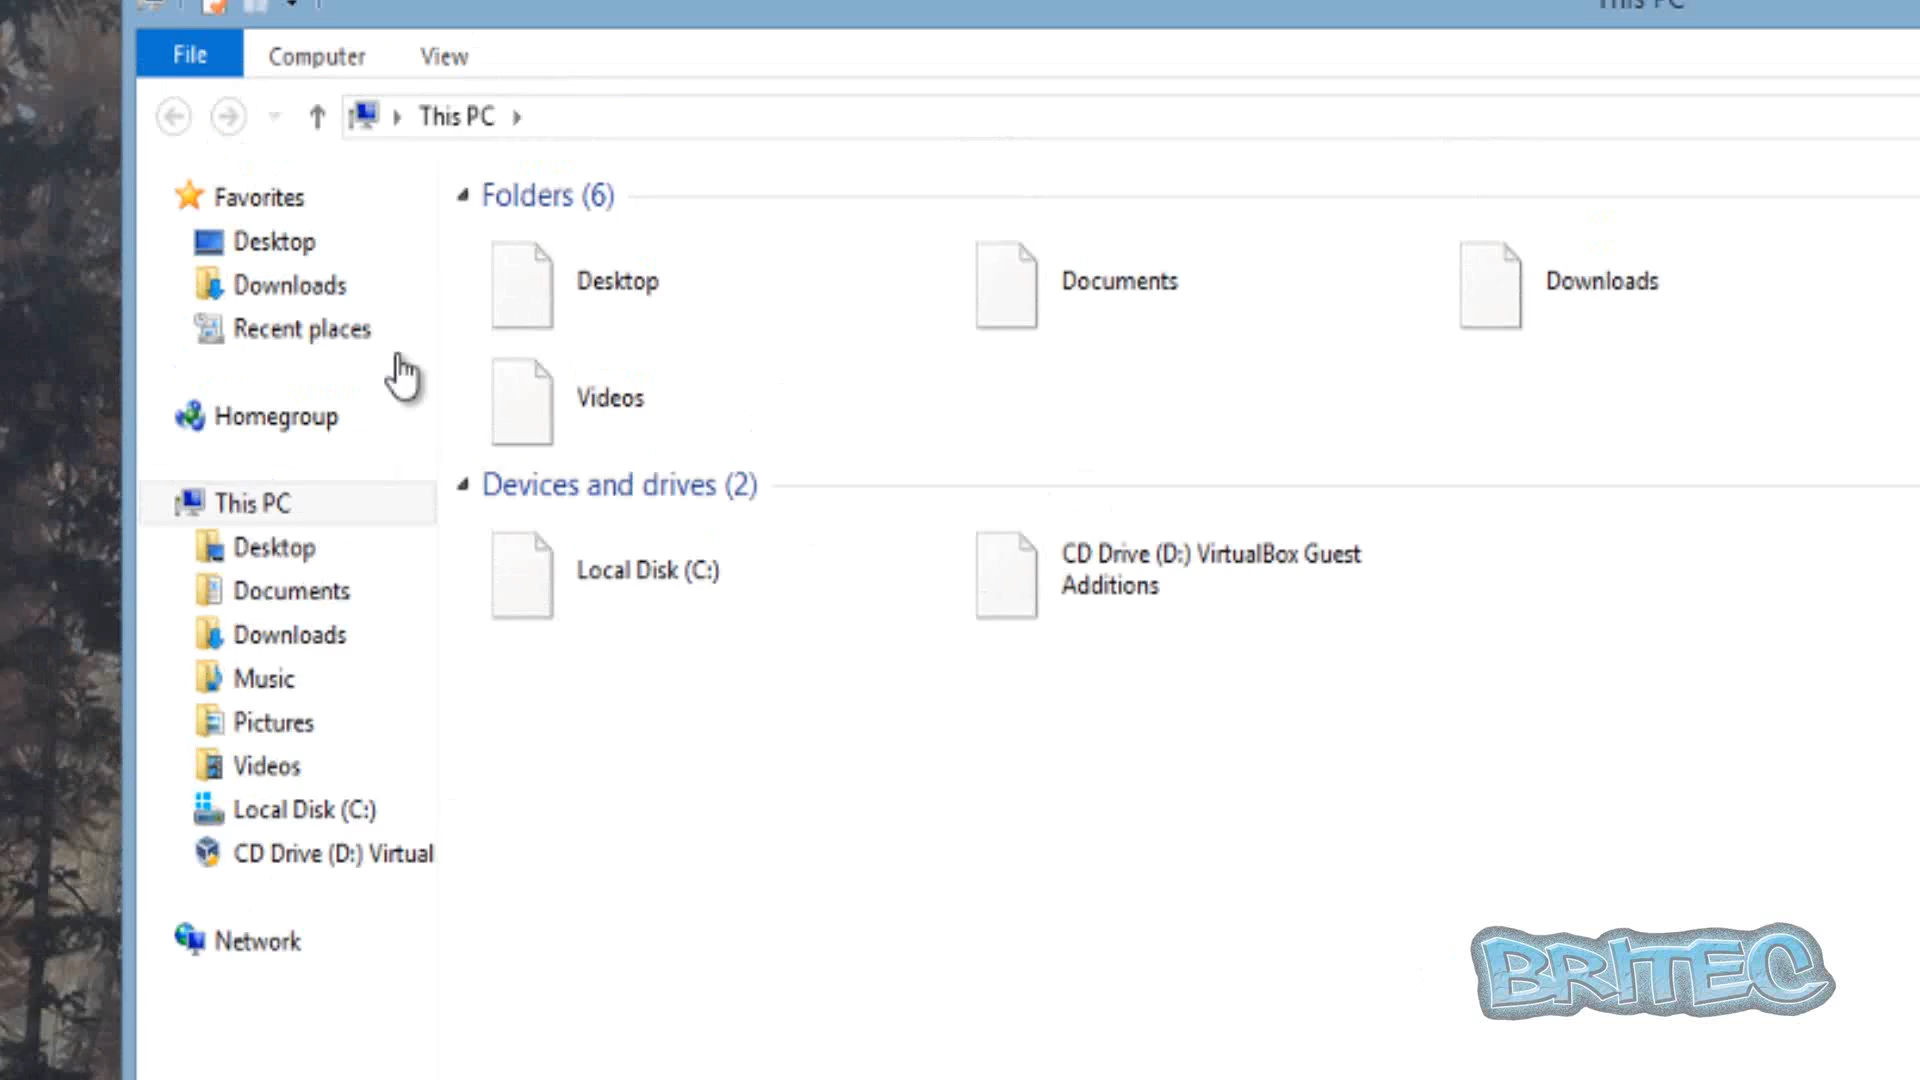 This PC
File Computer View
This PC
Favorites
Desktop
Downloads
Recent places
Homegroup
This PC
Desktop
Documents
Downloads
Music
Pictures
Videos
Local Disk (C:)
CD Drive (D:) Virtual
Network
Folders (6)
Desktop Documents Downloads
Videos
Devices and drives (2)
Local Disk (C:)
CD Drive (D:) VirtualBox Guest
Additions
BRITEC